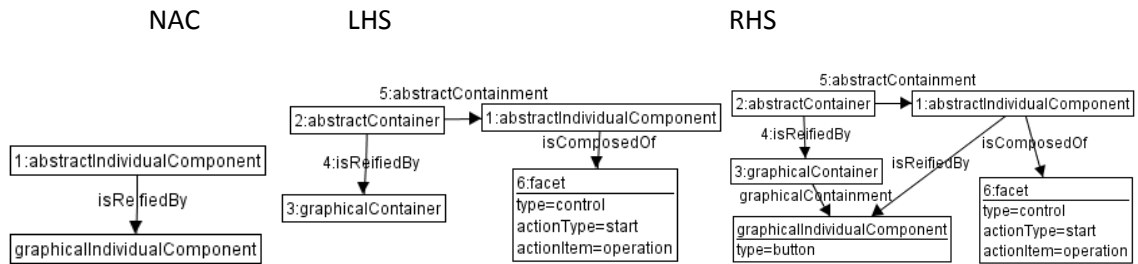 NAC LHS RHS
1:abstractIndividualComponent
isReifiedBy
graphicalIndividualComponent
5:abstractContainment
2:abstractContainer
1:abstractIndividualComponent
4:isReifiedBy
isComposedOf
3:graphicalContainer
6:facet
type=control
actionType=start
actionItem=operation
5:abstractContainment
2:abstractContainer
1:abstractIndividualComponent
4:isReifiedBy
isReifiedBy
isComposedOf
3:graphicalContainer
graphicalContainment
graphicalIndividualComponent
type=button
6:facet
type=control
actionType=start
actionItem=operation